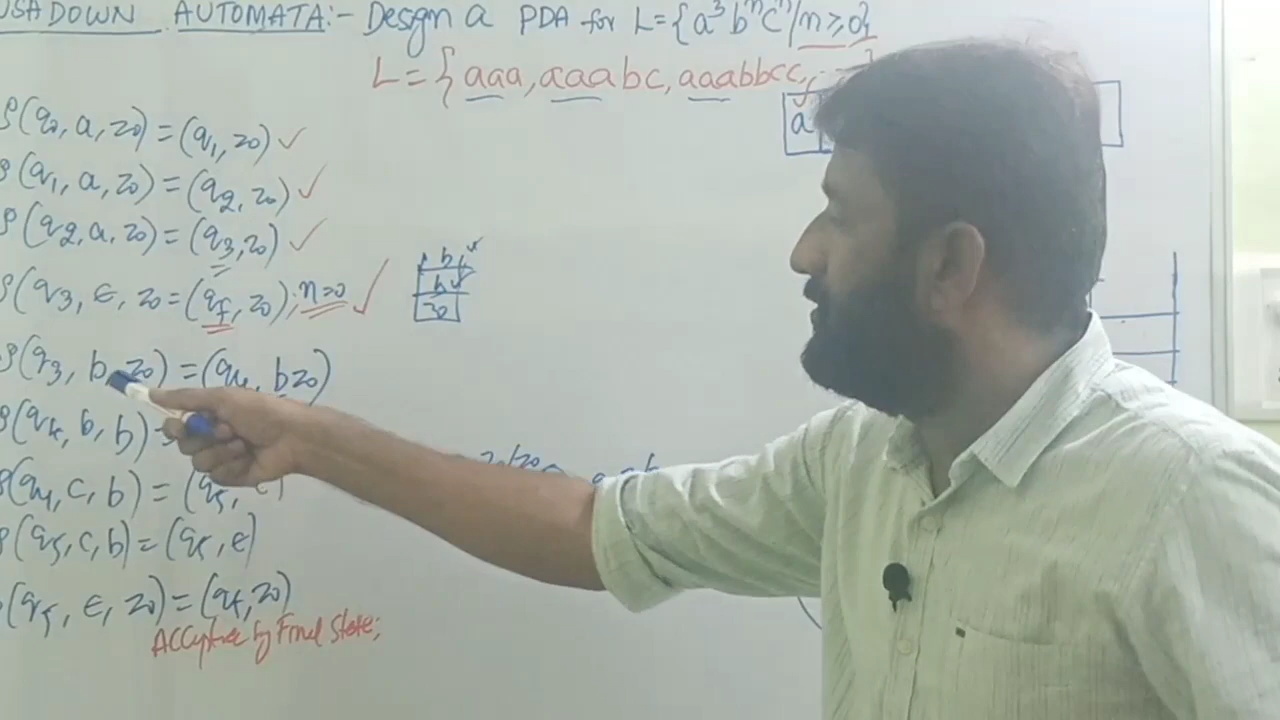 USHDOWN AUTOMATA:- Design a PDA for L={a³bⁿcⁿ/n≥0}
L={aaa,aaabc,aaabbcc,
δ(q0,a,z0)=(q1,z0)✓
a
δ(q1,a,z0)=(q2,z0)✓
δ(q2,a,z0)=(q3,z0)✓
b
b
z0
δ(q3,ε,z0=(qf,z0);n=0✓
δ(q3,b,z0)=(q4,bz0)
δ(q4,b,b)
δ(q4,c,b)=(q5,
δ(q5,c,b)=(q5,ε)
δ(q5,ε,z0)=(qf,z0)
by Final State;